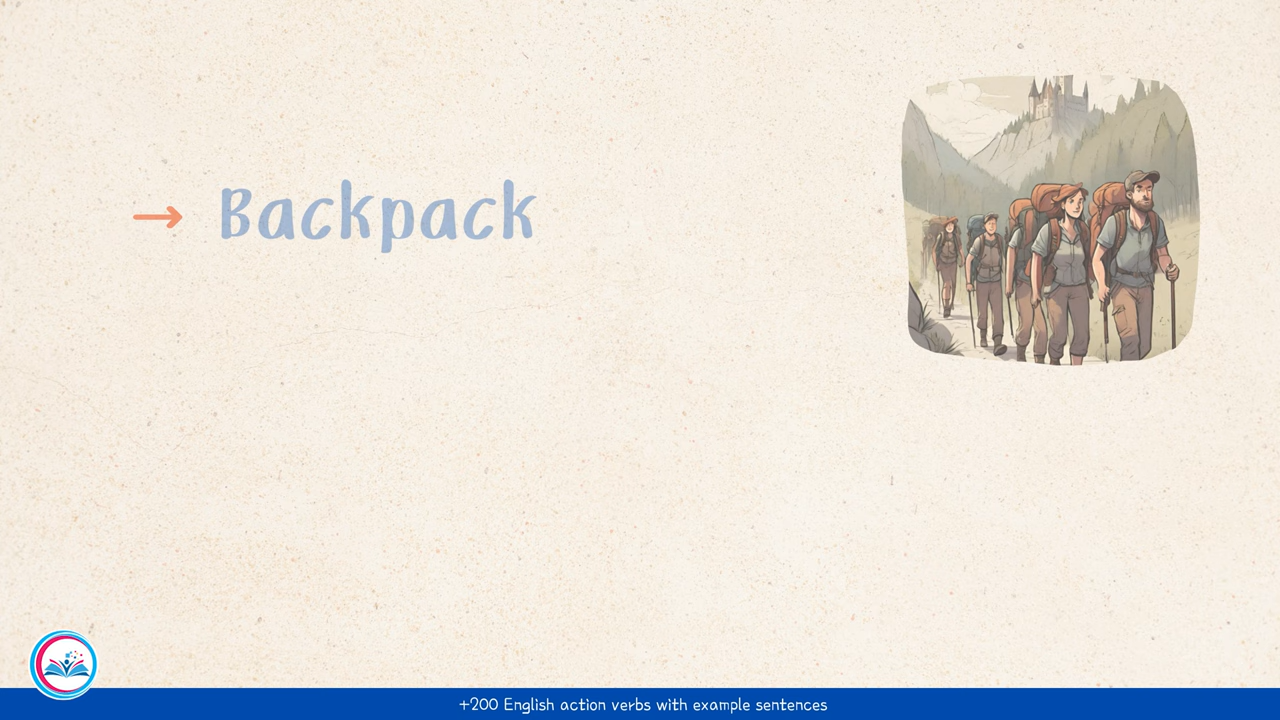 → Backpack
+200 English action verbs with example sentences